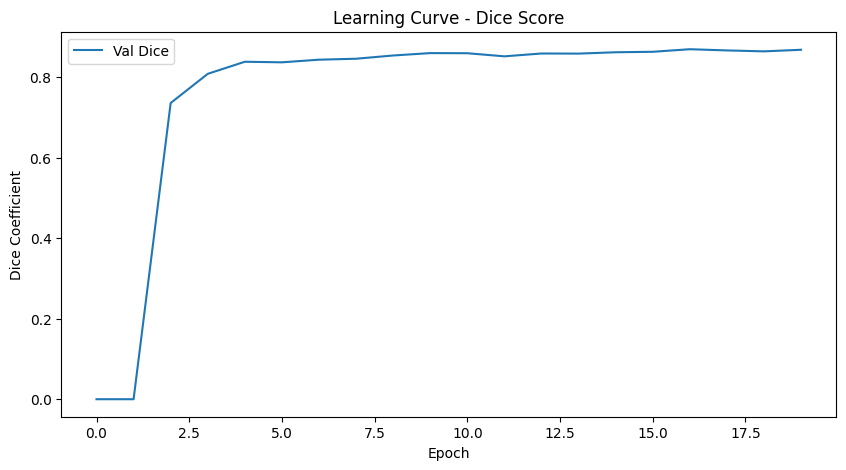 Learning Curve - Dice Score
Val Dice
Dice Coefficient
0.8
0.6
0.4
0.2
0.0
0.0 2.5 5.0 7.5 10.0 12.5 15.0 17.5
Epoch